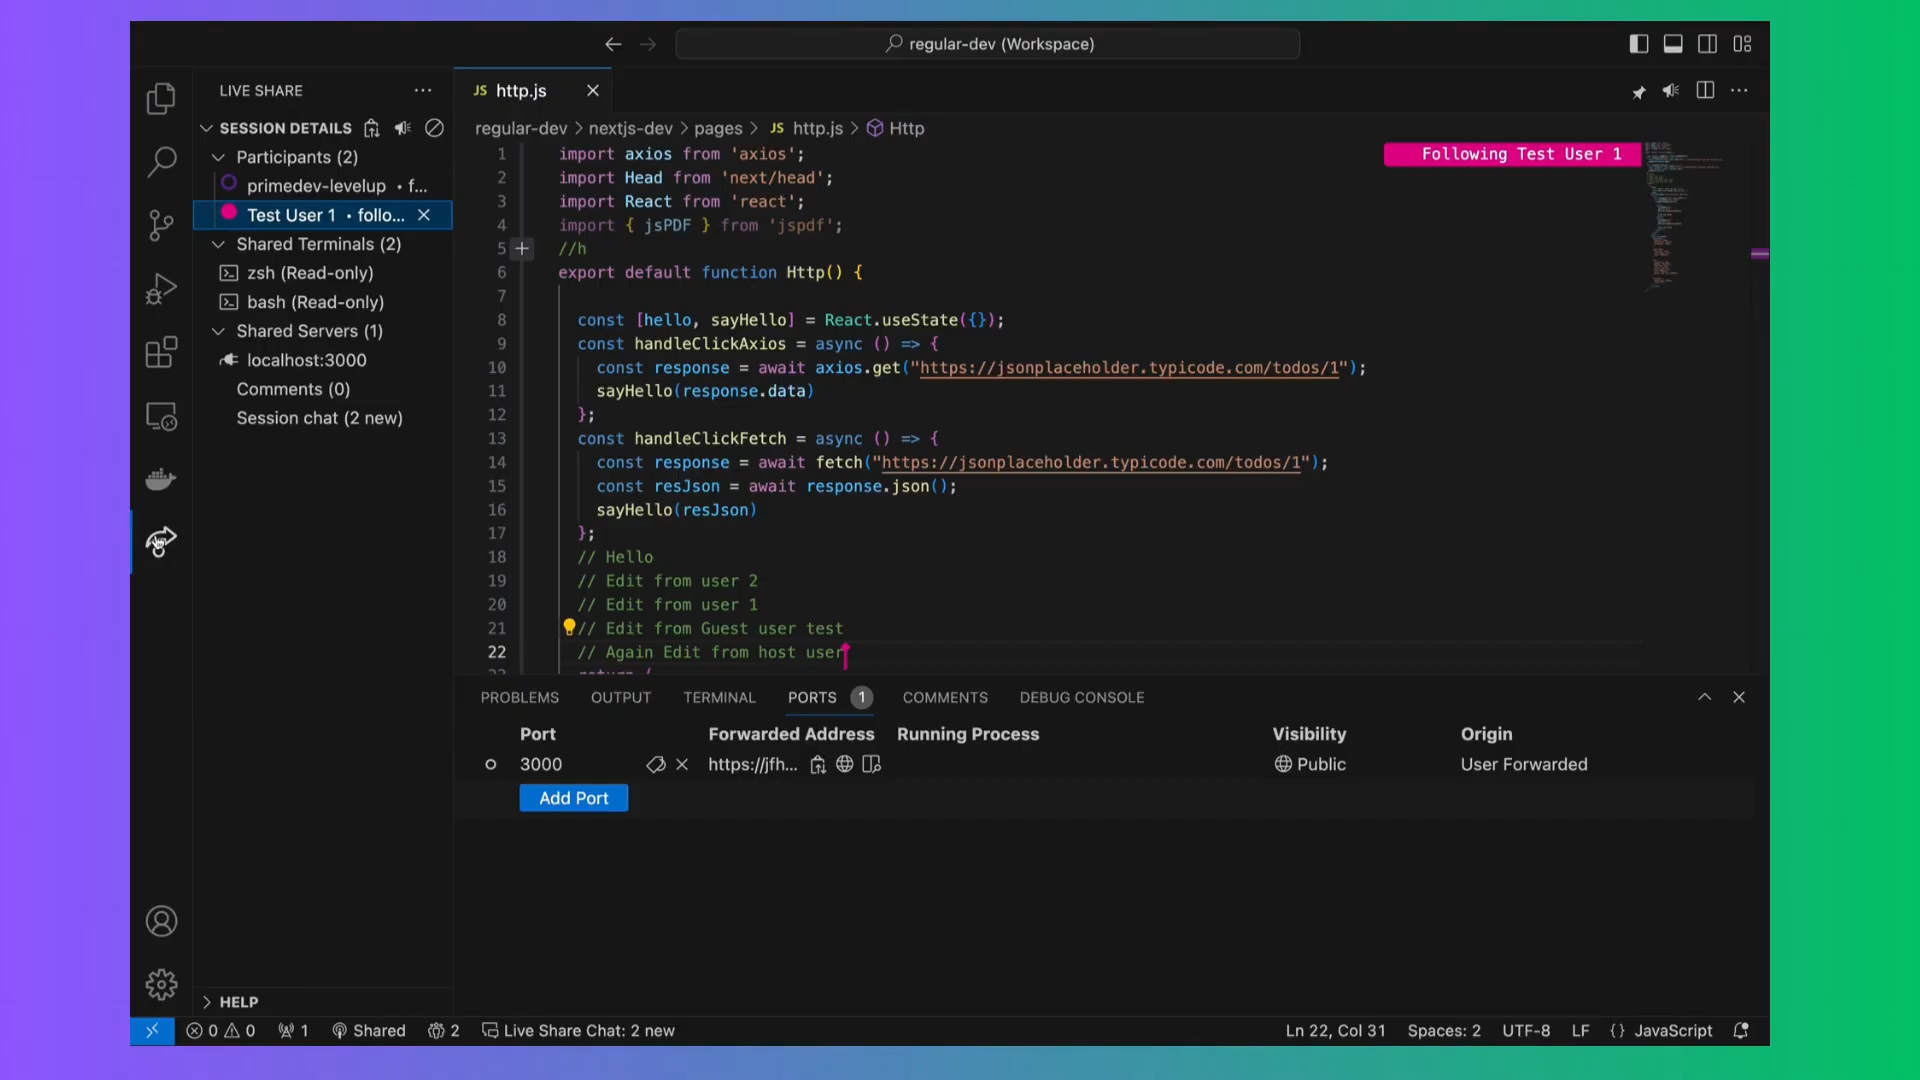 regular-dev (Workspace)
LIVE SHARE
SESSION DETAILS
Participants (2)
primedev-levelup • f...
Test User 1 • follo...
Shared Terminals (2)
zsh (Read-only)
bash (Read-only)
Shared Servers (1)
localhost:3000
Comments (0)
Session chat (2 new)
HELP
JS http.js
regular-dev > nextjs-dev > pages > JS http.js > Http
Following Test User 1
1 import axios from 'axios';
2 import Head from 'next/head';
3 import React from 'react';
4 import { jsPDF } from 'jspdf';
5 //h
6 export default function Http() {
7
8 const [hello, sayHello] = React.useState({});
9 const handleClickAxios = async () => {
10 const response = await axios.get("https://jsonplaceholder.typicode.com/todos/1");
11 sayHello(response.data)
12 };
13 const handleClickFetch = async () => {
14 const response = await fetch("https://jsonplaceholder.typicode.com/todos/1");
15 const resJson = await response.json();
16 sayHello(resJson)
17 };
18 // Hello
19 // Edit from user 2
20 // Edit from user 1
21 // Edit from Guest user test
22 // Again Edit from host user
PROBLEMS OUTPUT TERMINAL PORTS 1 COMMENTS DEBUG CONSOLE
Port Forwarded Address Running Process Visibility Origin
3000 https://jfh... Public User Forwarded
Add Port
0 0 1 Shared 2 Live Share Chat: 2 new Ln 22, Col 31 Spaces: 2 UTF-8 LF {} JavaScript